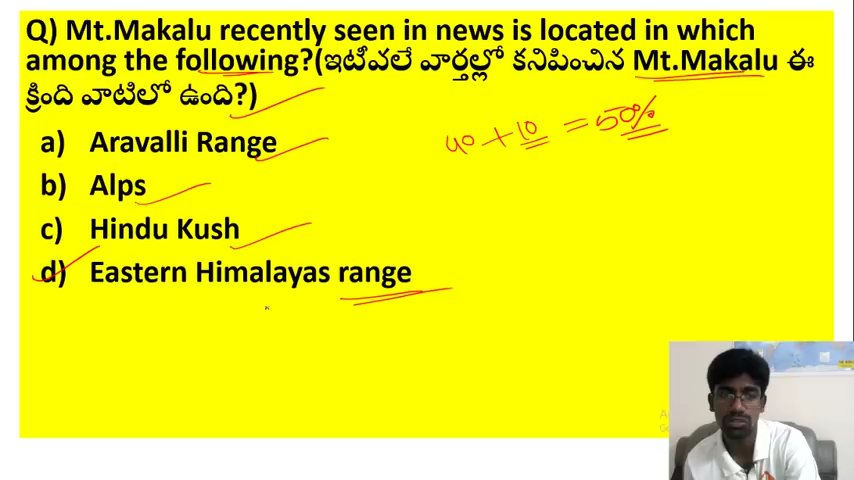 Q) Mt.Makalu recently seen in news is located in which
among the following?(ఇటీవలే వార్తల్లో కనిపించిన Mt.Makalu ఈ
క్రింది వాటిలో ఉంది?)
a) Aravalli Range
40 + 10 = 50%
b) Alps
c) Hindu Kush
d) Eastern Himalayas range